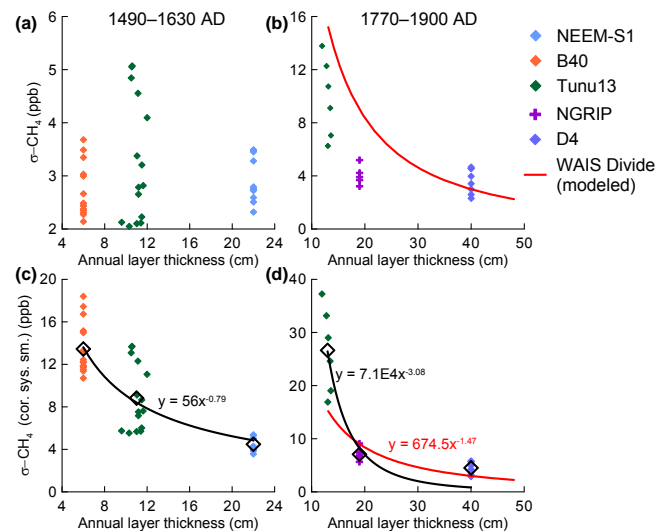 (a)
1490–1630 AD
σ−CH₄ (ppb)
6
5
4
3
2
4
8
12
16
20
24
Annual layer thickness (cm)
(b)
1770–1900 AD
16
12
8
4
0
10
20
30
40
50
Annual layer thickness (cm)
NEEM-S1
B40
Tunu13
NGRIP
D4
WAIS Divide
(modeled)
(c)
σ−CH₄ (cor. sys. sm.) (ppb)
20
16
12
8
4
0
y = 56x^-0.79
4
8
12
16
20
24
Annual layer thickness (cm)
(d)
40
30
20
10
0
y = 7.1E4x^-3.08
y = 674.5x^-1.47
10
20
30
40
50
Annual layer thickness (cm)